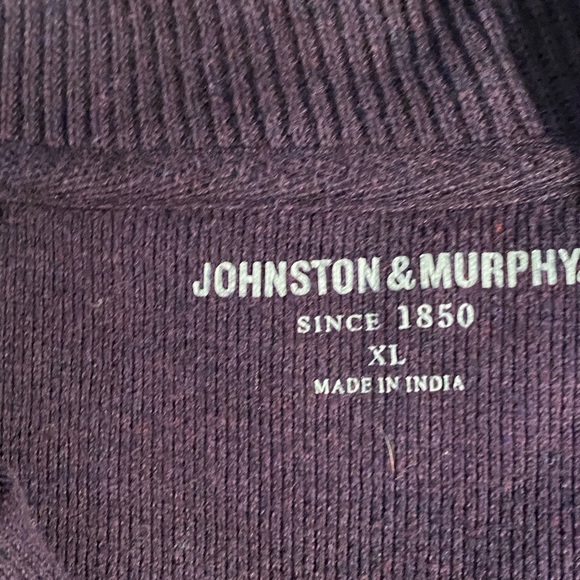 JOHNSTON & MURPHY
SINCE 1850
XL
MADE IN INDIA